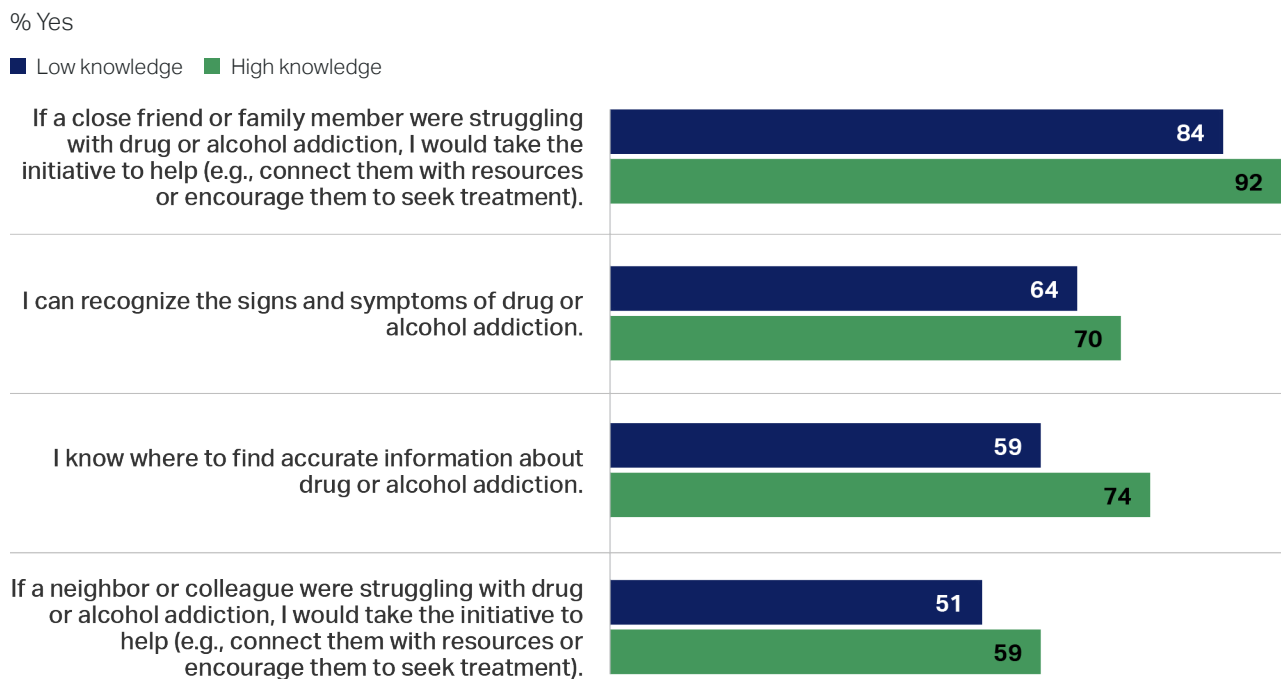 % Yes
Low knowledge High knowledge
If a close friend or family member were struggling
with drug or alcohol addiction, I would take the
initiative to help (e.g., connect them with resources
or encourage them to seek treatment).
84
92
I can recognize the signs and symptoms of drug or
alcohol addiction.
64
70
I know where to find accurate information about
drug or alcohol addiction.
59
74
If a neighbor or colleague were struggling with drug
or alcohol addiction, I would take the initiative to
help (e.g., connect them with resources or
encourage them to seek treatment).
51
59